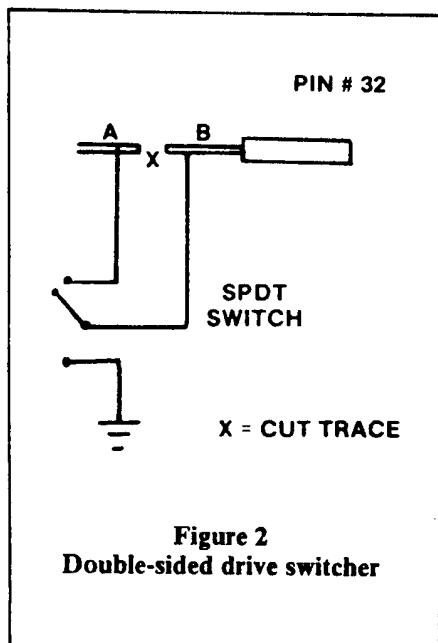 PIN # 32
A
B
X
SPDT
SWITCH
X = CUT TRACE
Figure 2
Double-sided drive switcher